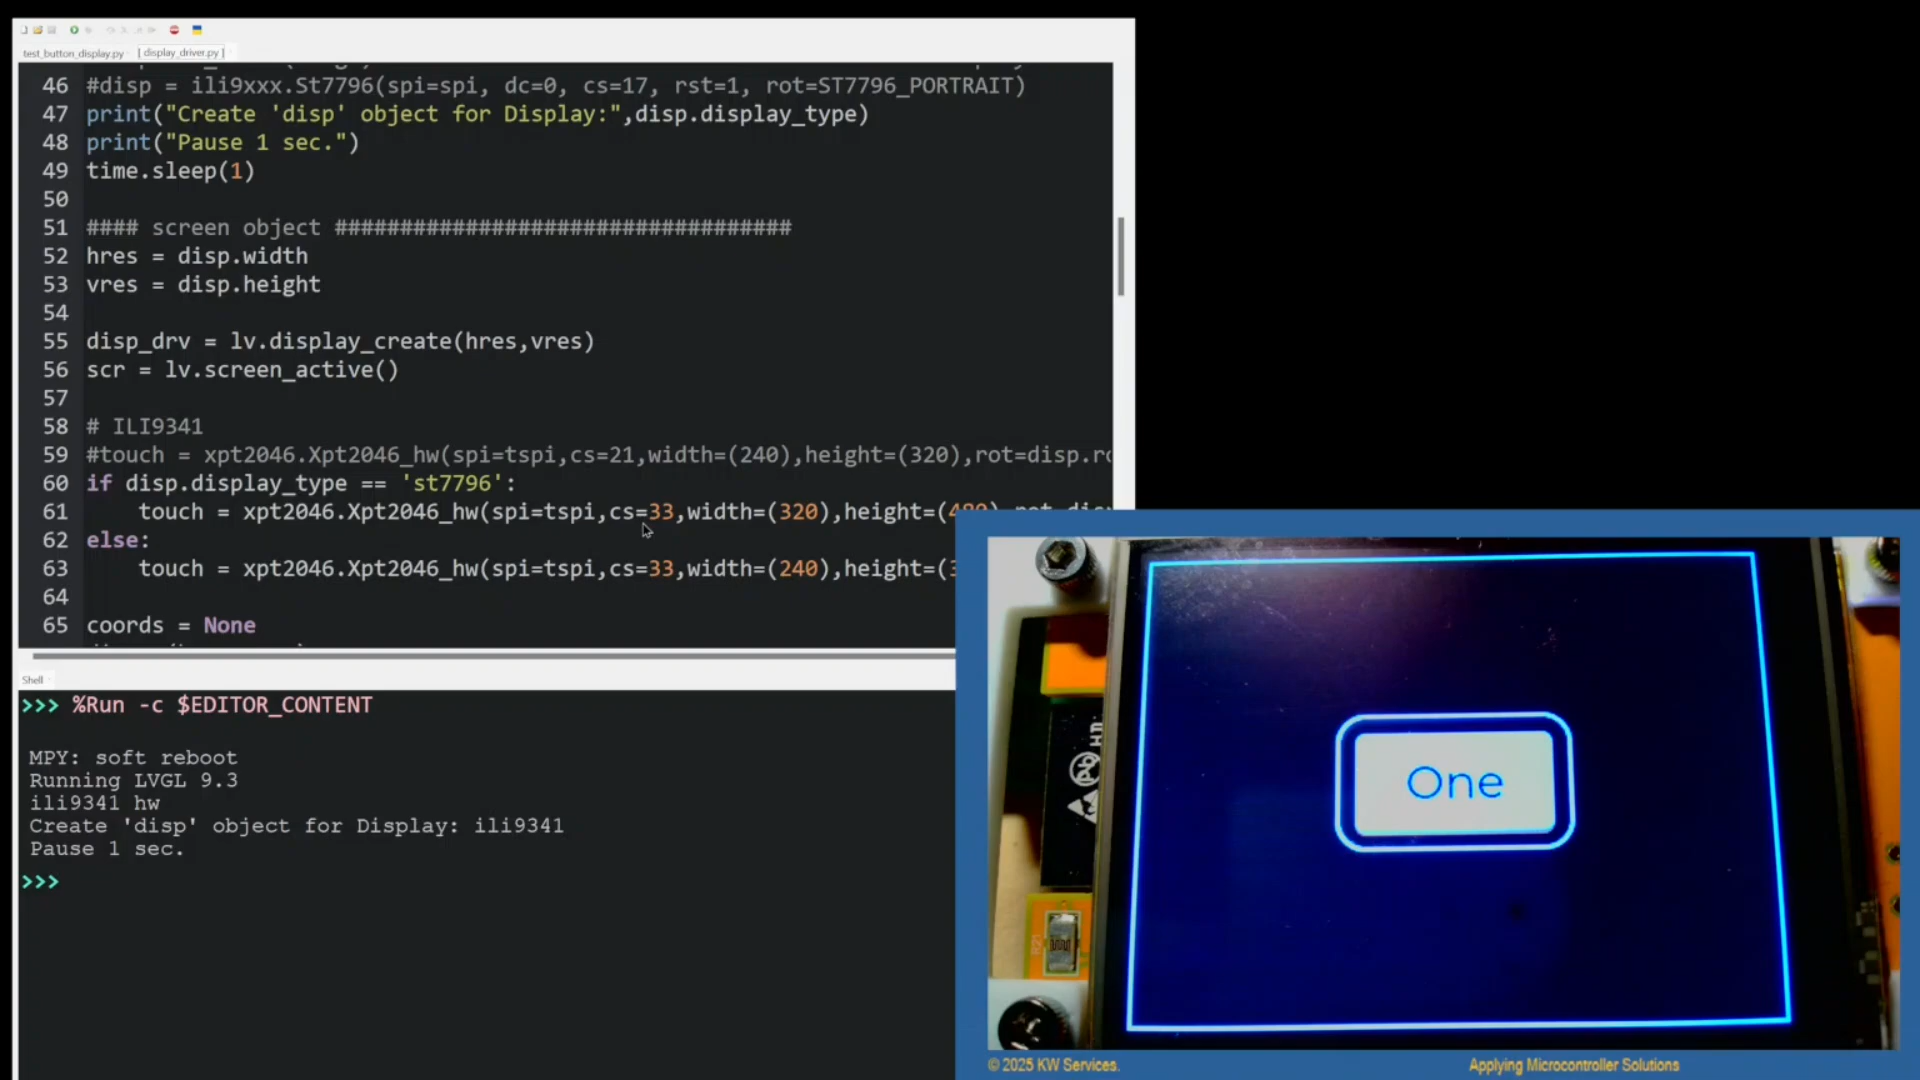 test_button_display.py [ display_driver.py ]
46 #disp = ili9xxx.St7796(spi=spi, dc=0, cs=17, rst=1, rot=ST7796_PORTRAIT)
47 print("Create 'disp' object for Display:",disp.display_type)
48 print("Pause 1 sec.")
49 time.sleep(1)
50
51 #### screen object ###################################
52 hres = disp.width
53 vres = disp.height
54
55 disp_drv = lv.display_create(hres,vres)
56 scr = lv.screen_active()
57
58 # ILI9341
59 #touch = xpt2046.Xpt2046_hw(spi=tspi,cs=21,width=(240),height=(320),rot=disp.ro
60 if disp.display_type == 'st7796':
61 touch = xpt2046.Xpt2046_hw(spi=tspi,cs=33,width=(320),height=(480),rot=dis
62 else:
63 touch = xpt2046.Xpt2046_hw(spi=tspi,cs=33,width=(240),height=(3
64
65 coords = None
Shell
>>> %Run -c $EDITOR_CONTENT
MPY: soft reboot
Running LVGL 9.3
ili9341 hw
Create 'disp' object for Display: ili9341
Pause 1 sec.
>>>
One
Pb
© 2025 KW Services.
Applying Microcontroller Solutions